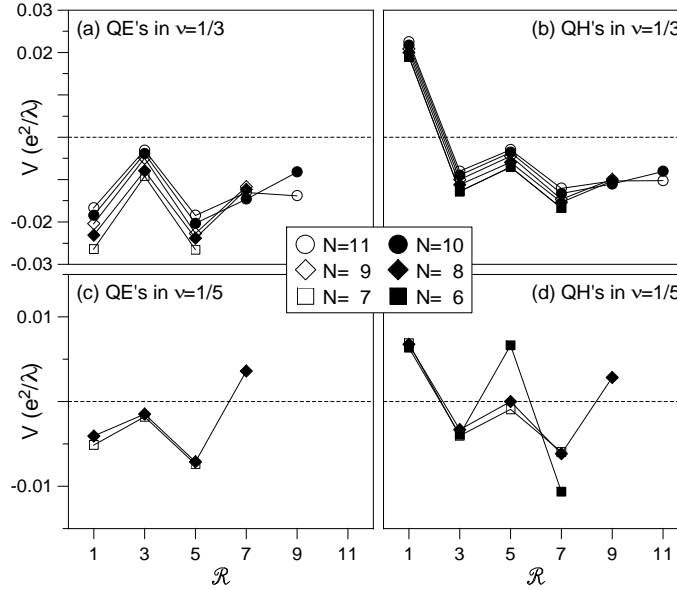 0.03
0.02
-0.02
-0.03
V (e²/λ)
(a) QE's in ν=1/3
(b) QH's in ν=1/3
N=11
N=10
N= 9
N= 8
N= 7
N= 6
0.01
-0.01
V (e²/λ)
(c) QE's in ν=1/5
(d) QH's in ν=1/5
1 3 5 7 9 11 1 3 5 7 9 11
ℛ ℛ